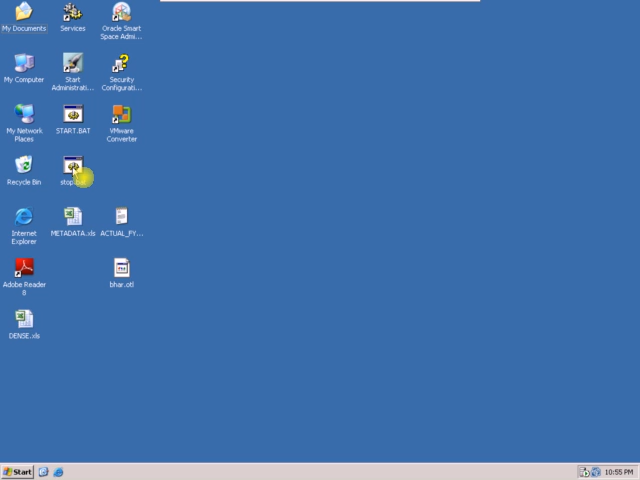 My Documents
Services
Oracle Smart
Space Admi...
My Computer
Start
Administrati...
Security
Configurati...
My Network
Places
START.BAT
VMware
Converter
Recycle Bin
stop.bat
Internet
Explorer
METADATA.xls
ACTUAL_FY...
Adobe Reader
8
bhar.otl
DENSE.xls
Start
10:55 PM